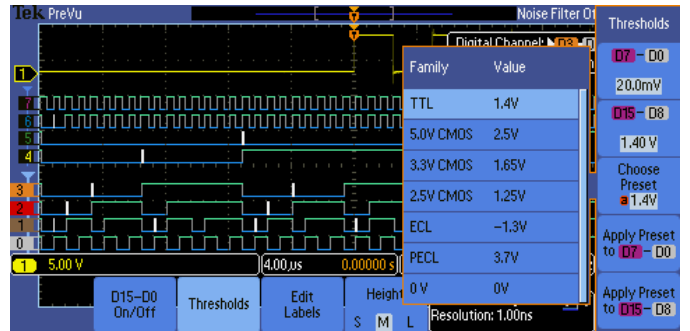 Tek PreVu
Noise Filter Of
Digital Channel: D3
1
7
6
5
4
3
2
1
0
1 5.00 V
4.00µs
0.00000 s
Family Value
TTL 1.4V
5.0V CMOS 2.5V
3.3V CMOS 1.65V
2.5V CMOS 1.25V
ECL −1.3V
PECL 3.7V
0 V 0V
Resolution: 1.00ns
D15−D0
On/Off
Thresholds
Edit
Labels
Height
S M L
Thresholds
D7 − D0
20.0mV
D15 − D8
1.40 V
Choose
Preset
a 1.4V
Apply Preset
to D7 − D0
Apply Preset
to D15 − D8